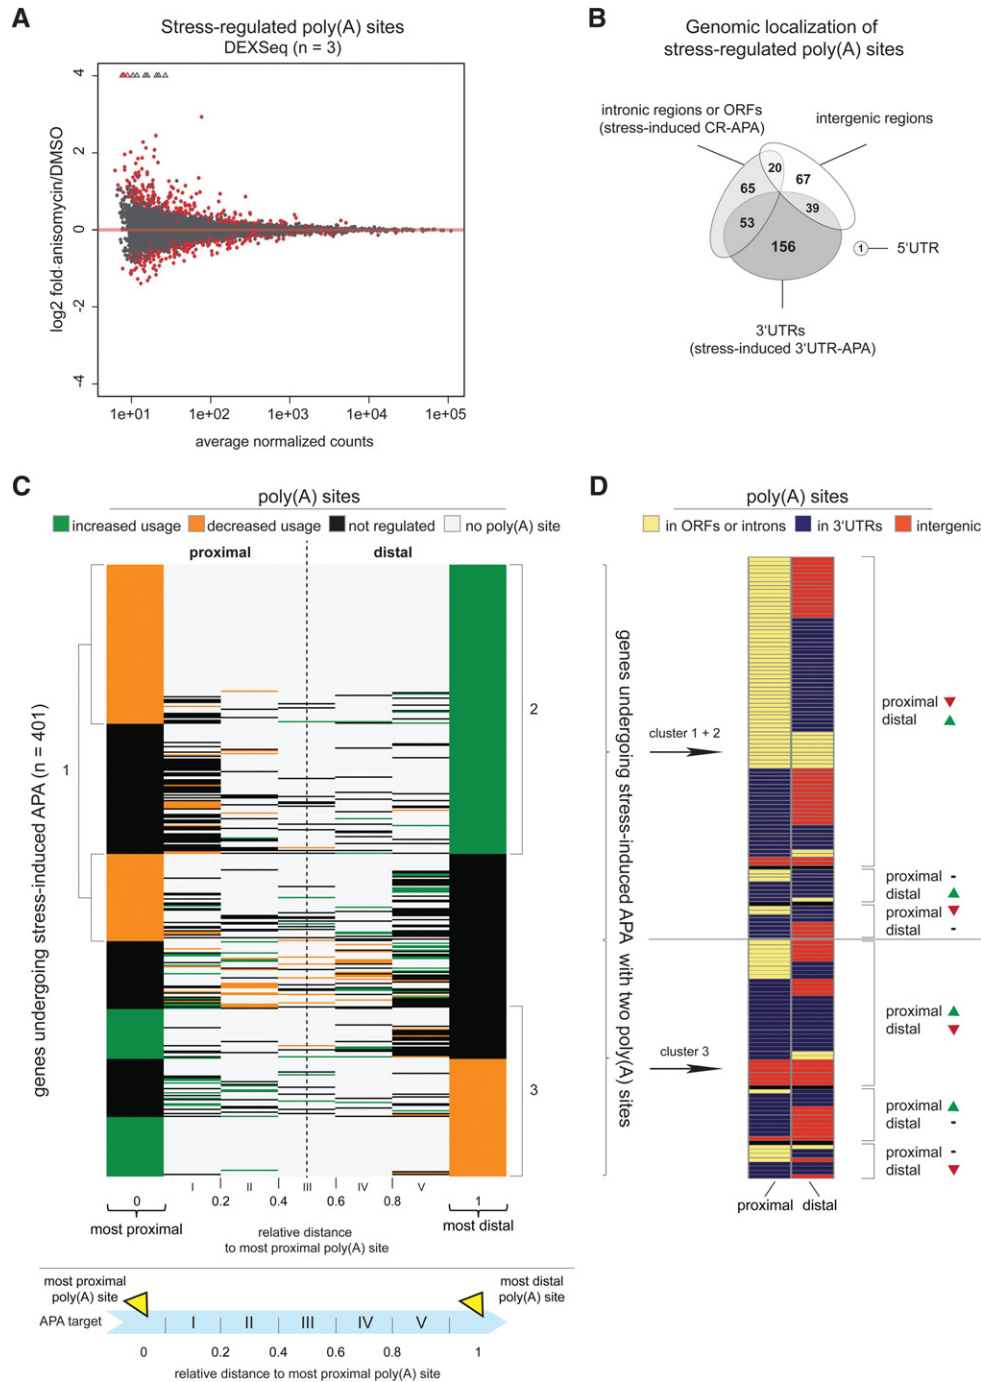 A
Stress-regulated poly(A) sites
DEXSeq (n = 3)
log2 fold-anisomycin/DMSO
4
2
0
-2
-4
1e+01
1e+02
1e+03
1e+04
1e+05
average normalized counts
B
Genomic localization of
stress-regulated poly(A) sites
intronic regions or ORFs
(stress-induced CR-APA)
intergenic regions
20
67
65
39
53
156
1
5'UTR
3'UTRs
(stress-induced 3'UTR-APA)
C
poly(A) sites
increased usage
decreased usage
not regulated
no poly(A) site
proximal
distal
genes undergoing stress-induced APA (n = 401)
1
2
3
I
II
III
IV
V
0
0.2
0.4
0.6
0.8
1
most proximal
most distal
relative distance
to most proximal poly(A) site
most proximal
poly(A) site
most distal
poly(A) site
APA target
I
II
III
IV
V
0
0.2
0.4
0.6
0.8
1
relative distance to most proximal poly(A) site
D
poly(A) sites
in ORFs or introns
in 3'UTRs
intergenic
genes undergoing stress-induced APA with two poly(A) sites
cluster 1 + 2
cluster 3
proximal
distal
proximal -
distal
proximal
distal -
proximal
distal
proximal
distal -
proximal -
distal
proximal
distal